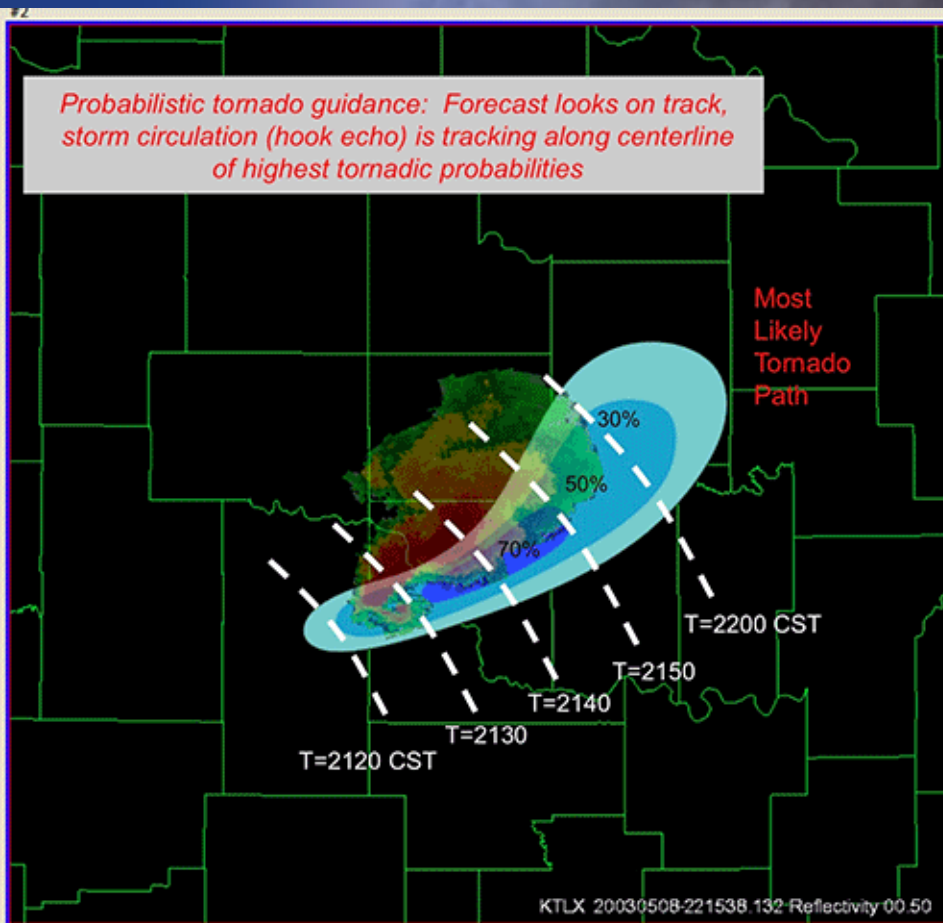 #2
Probabilistic tornado guidance: Forecast looks on track,
storm circulation (hook echo) is tracking along centerline
of highest tornadic probabilities
Most
Likely
Tornado
Path
30%
50%
70%
T=2200 CST
T=2150
T=2140
T=2130
T=2120 CST
KTLX 20030508-221538.132 Reflectivity 00.50